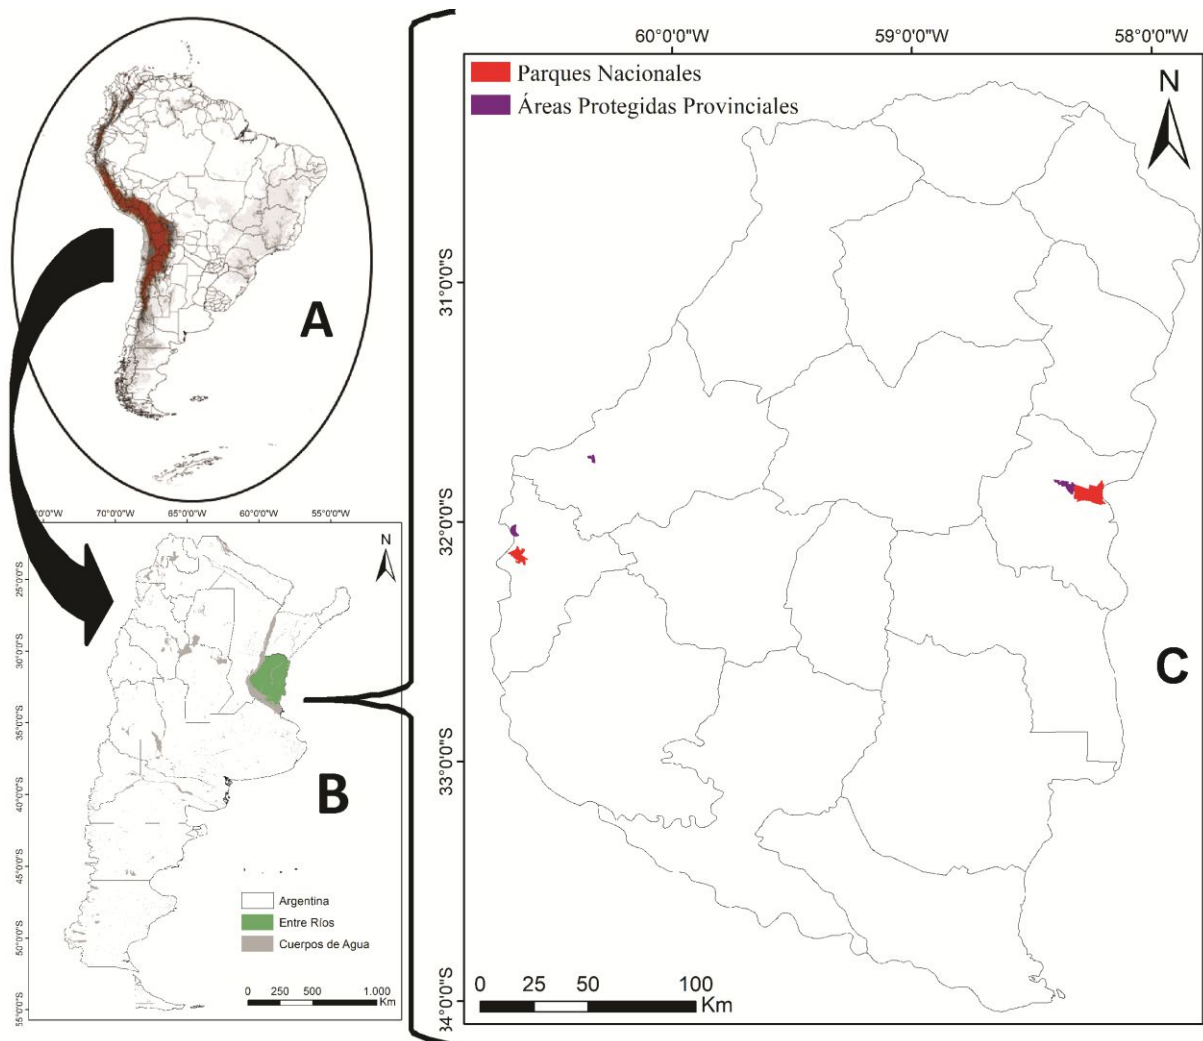 A
60°0'0"W 59°0'0"W 58°0'0"W
Parques Nacionales
Áreas Protegidas Provinciales
N
31°0'0"S
32°0'0"S
33°0'0"S
34°0'0"S
C
0 25 50 100
Km
70°0'0"W 65°0'0"W 60°0'0"W 55°0'0"W
N
25°0'0"S
30°0'0"S
35°0'0"S
40°0'0"S
45°0'0"S
50°0'0"S
55°0'0"S
B
Argentina
Entre Ríos
Cuerpos de Agua
0 250 500 1.000
Km